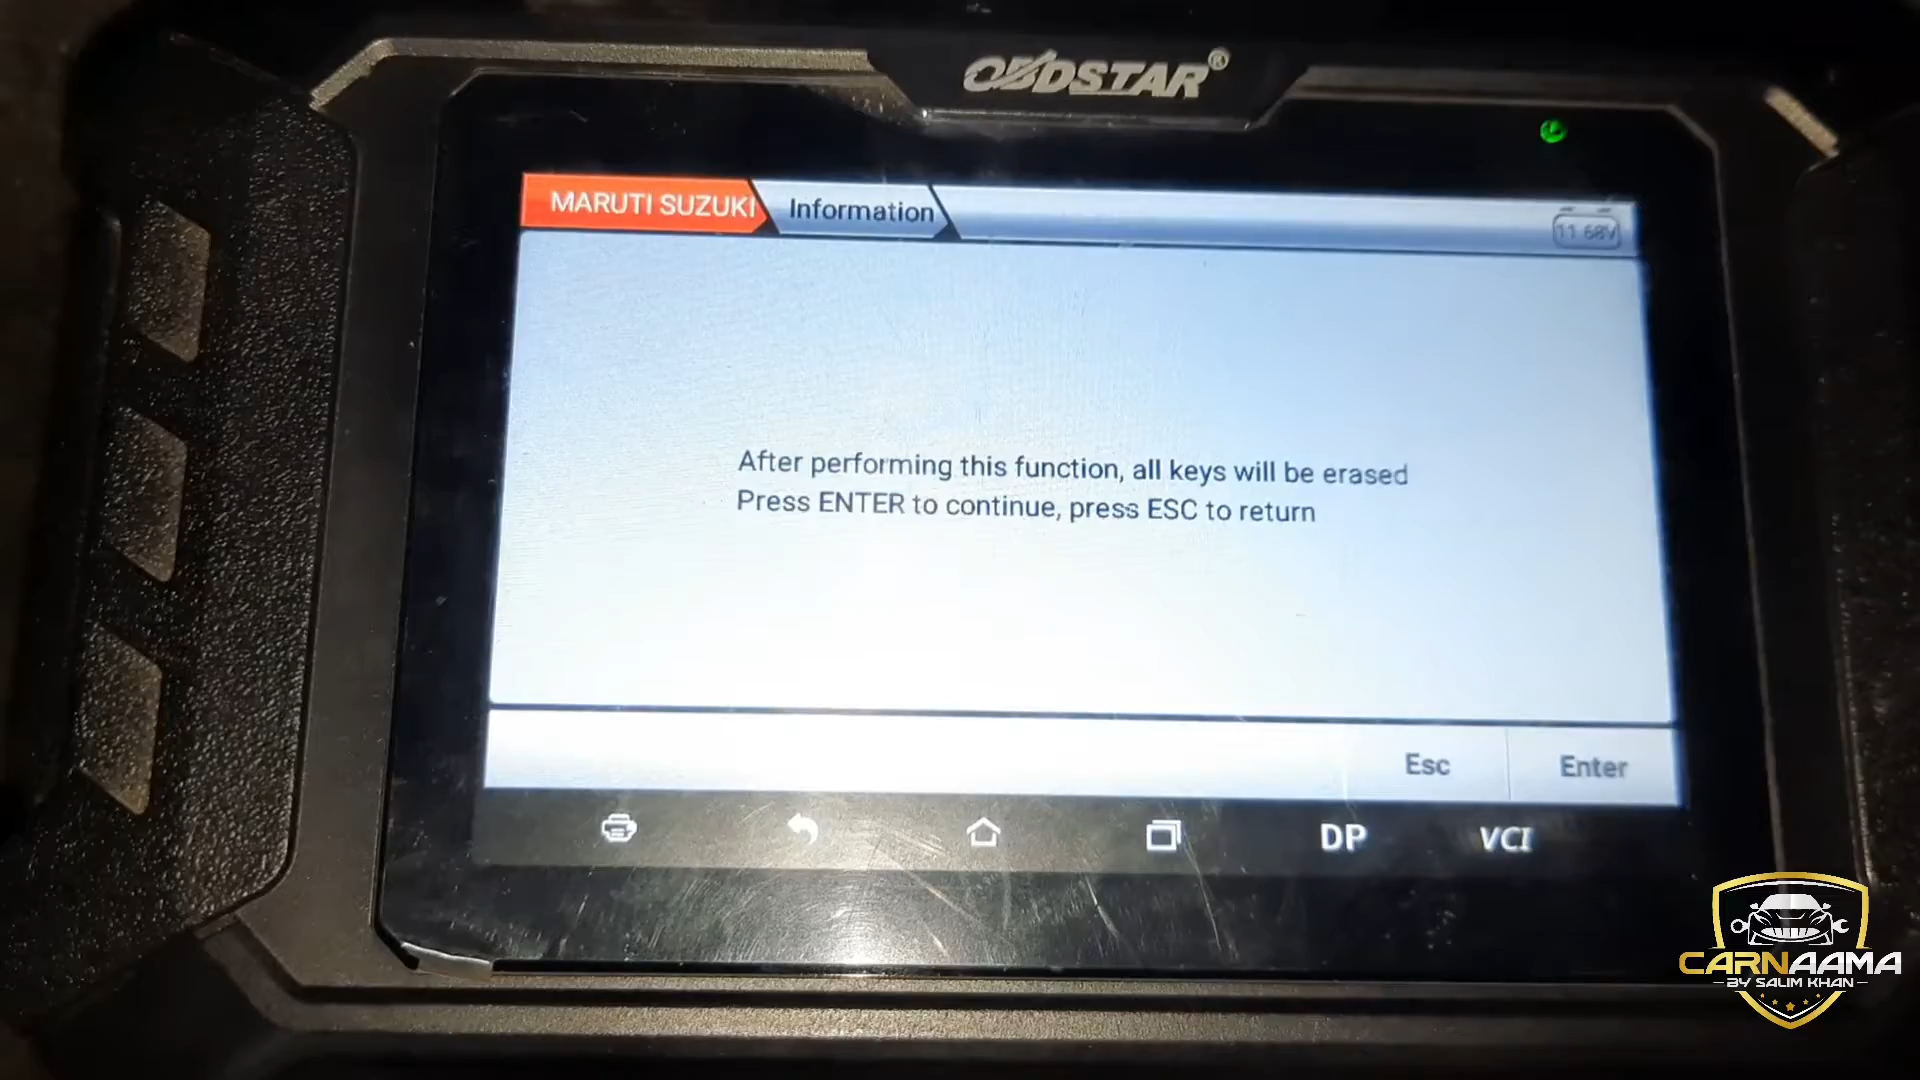 OBDSTAR®
MARUTI SUZUKI Information
11.68V
After performing this function, all keys will be erased
Press ENTER to continue, press ESC to return
Esc Enter
DP VCI
CARNAAMA
BY SALIM KHAN